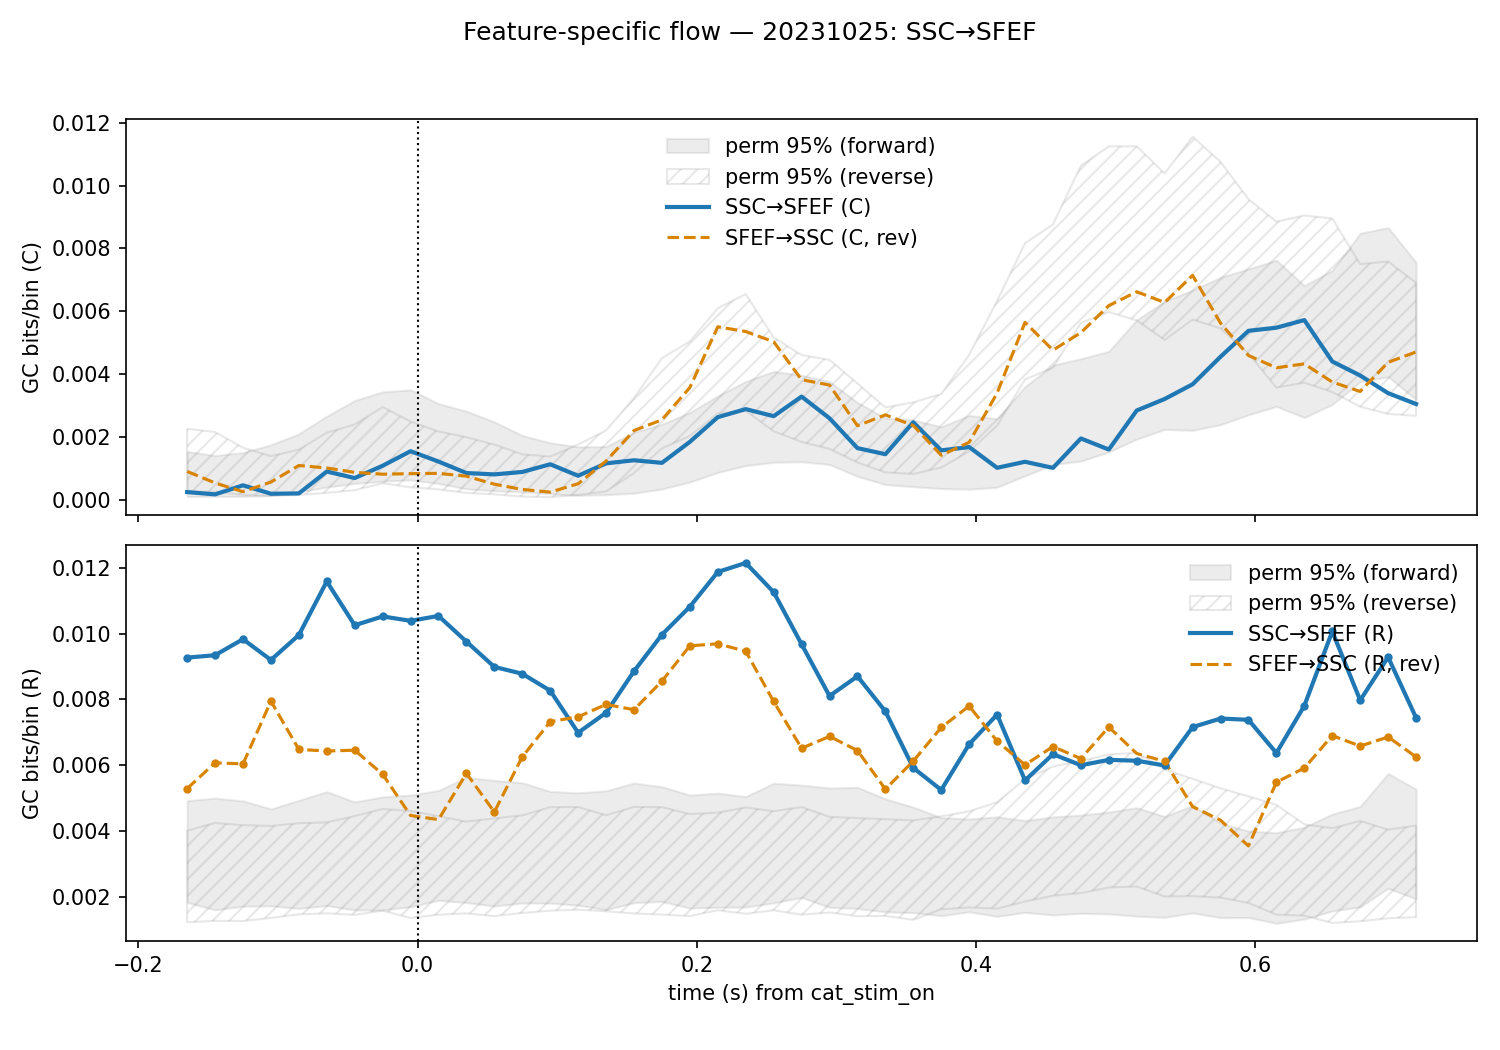 Feature-specific flow — 20231025: SSC→SFEF
GC bits/bin (C)
0.012
0.010
0.008
0.006
0.004
0.002
0.000
perm 95% (forward)
perm 95% (reverse)
SSC→SFEF (C)
SFEF→SSC (C, rev)
GC bits/bin (R)
0.012
0.010
0.008
0.006
0.004
0.002
perm 95% (forward)
perm 95% (reverse)
SSC→SFEF (R)
SFEF→SSC (R, rev)
−0.2
0.0
0.2
0.4
0.6
time (s) from cat_stim_on